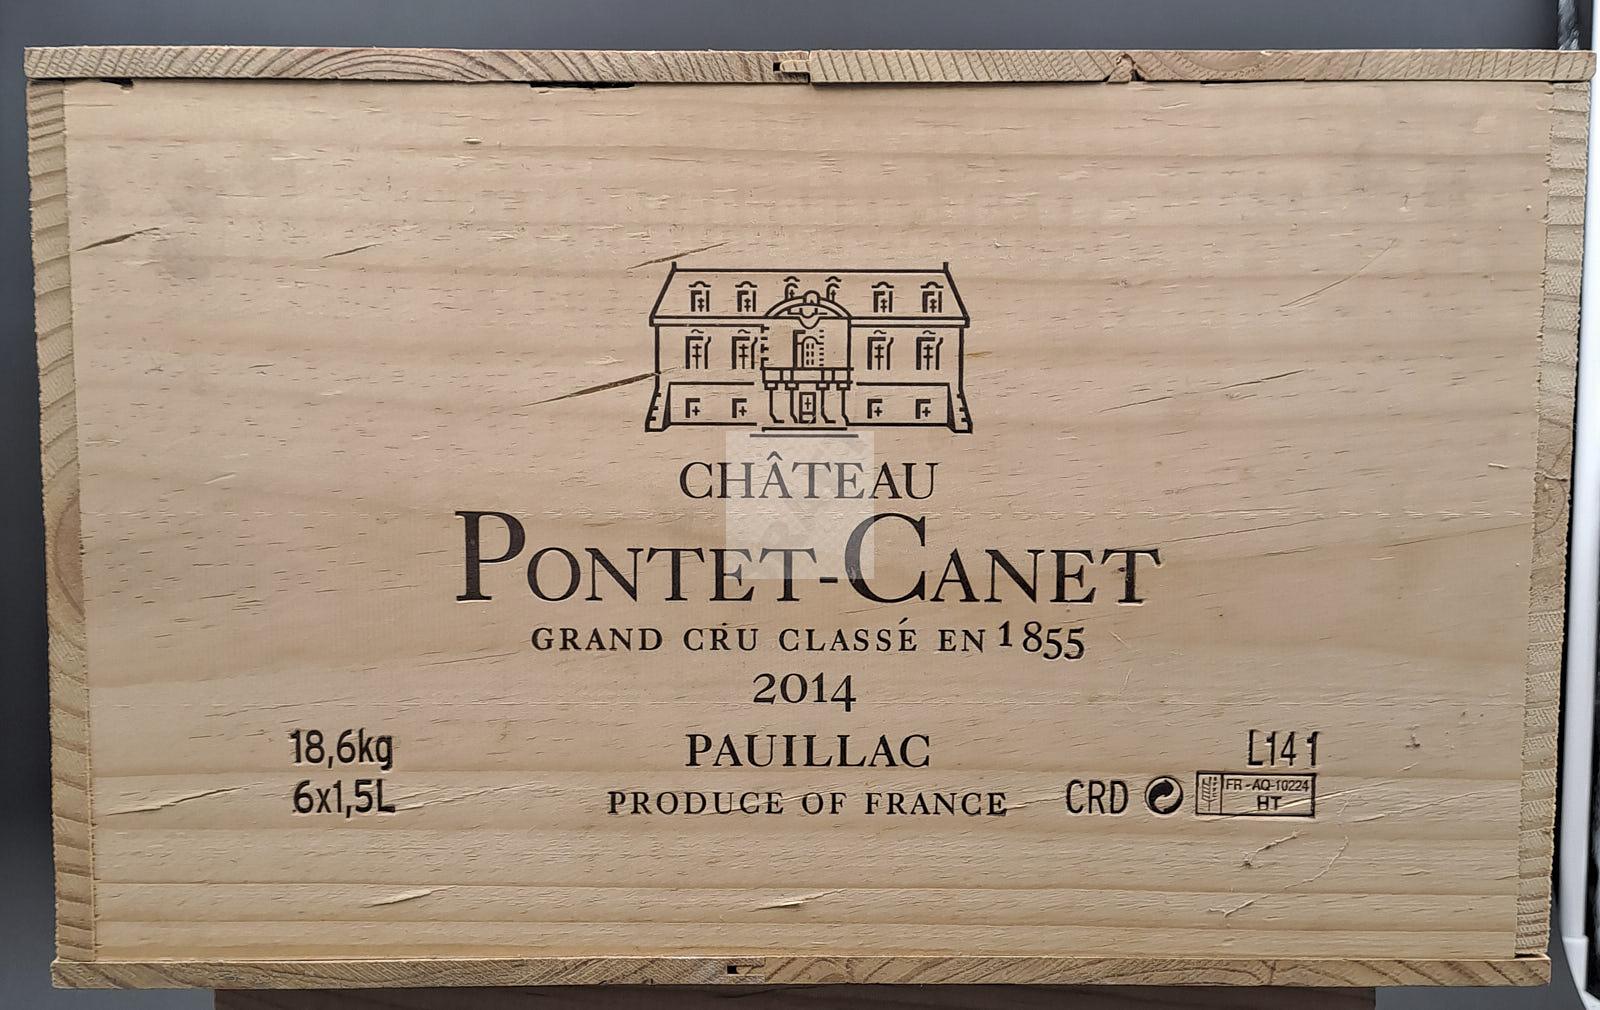 CHÂTEAU
PONTET-CANET
GRAND CRU CLASSÉ EN 1855
2014
18,6kg PAUILLAC L141
6x1,5L PRODUCE OF FRANCE CRD FR-AQ-10224
HT